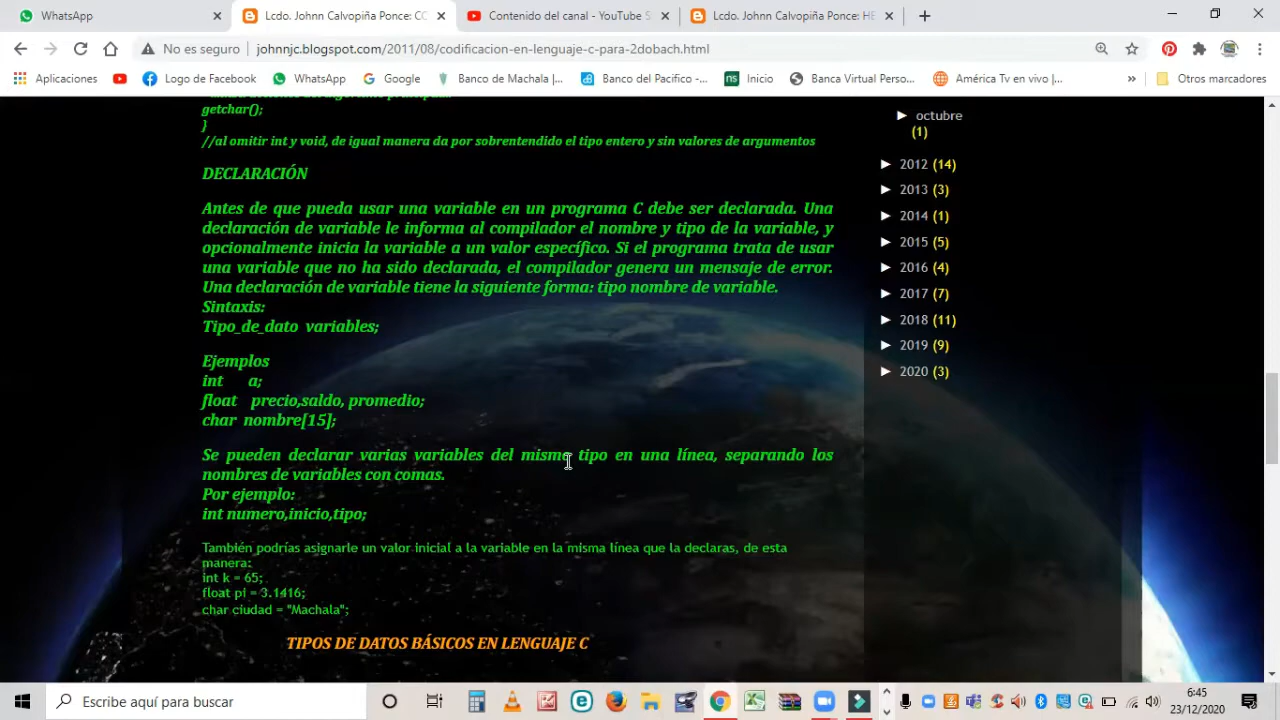 WhatsApp
Lcdo. Johnn Calvopiña Ponce: CC
Contenido del canal - YouTube S
Lcdo. Johnn Calvopiña Ponce: HE
No es seguro
johnnjc.blogspot.com/2011/08/codificacion-en-lenguaje-c-para-2dobach.html
Aplicaciones
Logo de Facebook
WhatsApp
Google
Banco de Machala |...
Banco del Pacifico -...
ns
Inicio
Banca Virtual Perso...
América Tv en vivo |...
»
Otros marcadores
getchar();
}
//al omitir int y void, de igual manera da por sobrentendido el tipo entero y sin valores de argumentos
DECLARACIÓN
Antes de que pueda usar una variable en un programa C debe ser declarada. Una
declaración de variable le informa al compilador el nombre y tipo de la variable, y
opcionalmente inicia la variable a un valor específico. Si el programa trata de usar
una variable que no ha sido declarada, el compilador genera un mensaje de error.
Una declaración de variable tiene la siguiente forma: tipo nombre de variable.
Sintaxis:
Tipo_de_dato variables;
Ejemplos
int a;
float precio,saldo, promedio;
char nombre[15];
Se pueden declarar varias variables del mismo tipo en una línea, separando los
nombres de variables con comas.
Por ejemplo:
int numero,inicio,tipo;
También podrías asignarle un valor inicial a la variable en la misma línea que la declaras, de esta
manera:
int k = 65;
float pi = 3.1416;
char ciudad = "Machala";
TIPOS DE DATOS BÁSICOS EN LENGUAJE C
► octubre
(1)
► 2012 (14)
► 2013 (3)
► 2014 (1)
► 2015 (5)
► 2016 (4)
► 2017 (7)
► 2018 (11)
► 2019 (9)
► 2020 (3)
Escribe aquí para buscar
6:45
23/12/2020